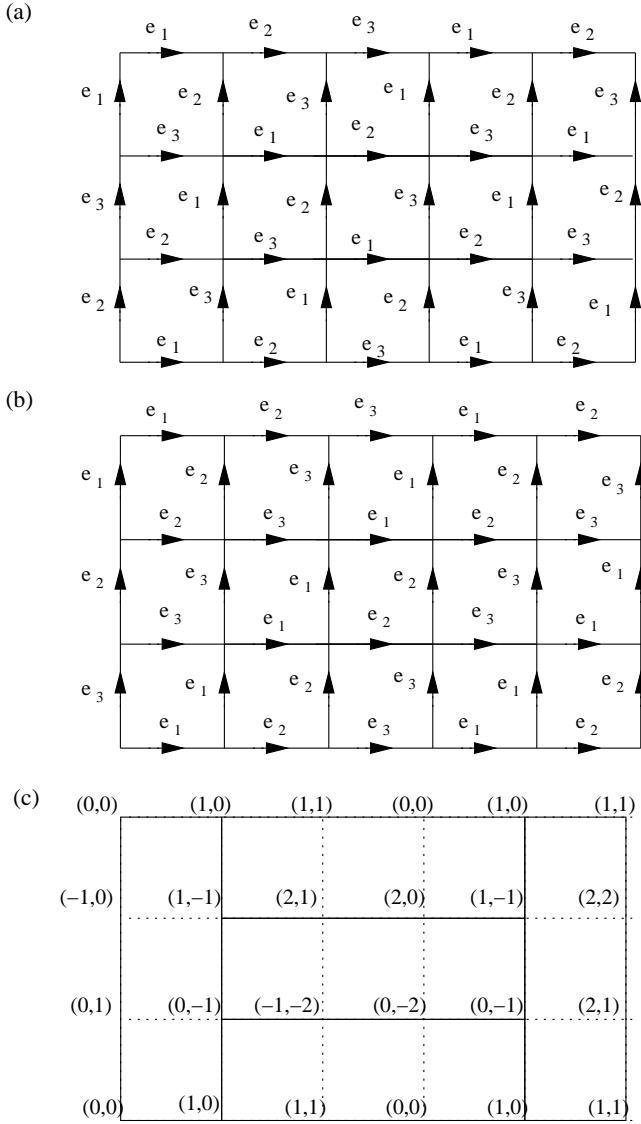 (a)
e 1 e 2 e 3 e 1 e 2
e 1 e 2 e 3 e 1 e 2 e 3
e 3 e 1 e 2 e 3 e 1
e 3 e 1 e 2 e 3 e 1 e 2
e 2 e 3 e 1 e 2 e 3
e 2 e 3 e 1 e 2 e 3 e 1
e 1 e 2 e 3 e 1 e 2
(b)
e 1 e 2 e 3 e 1 e 2
e 1 e 2 e 3 e 1 e 2 e 3
e 2 e 3 e 1 e 2 e 3
e 2 e 3 e 1 e 2 e 3 e 1
e 3 e 1 e 2 e 3 e 1
e 3 e 1 e 2 e 3 e 1 e 2
e 1 e 2 e 3 e 1 e 2
(c)
(0,0) (1,0) (1,1) (0,0) (1,0) (1,1)
(−1,0) (1,−1) (2,1) (2,0) (1,−1) (2,2)
(0,1) (0,−1) (−1,−2) (0,−2) (0,−1) (2,1)
(0,0) (1,0) (1,1) (0,0) (1,0) (1,1)